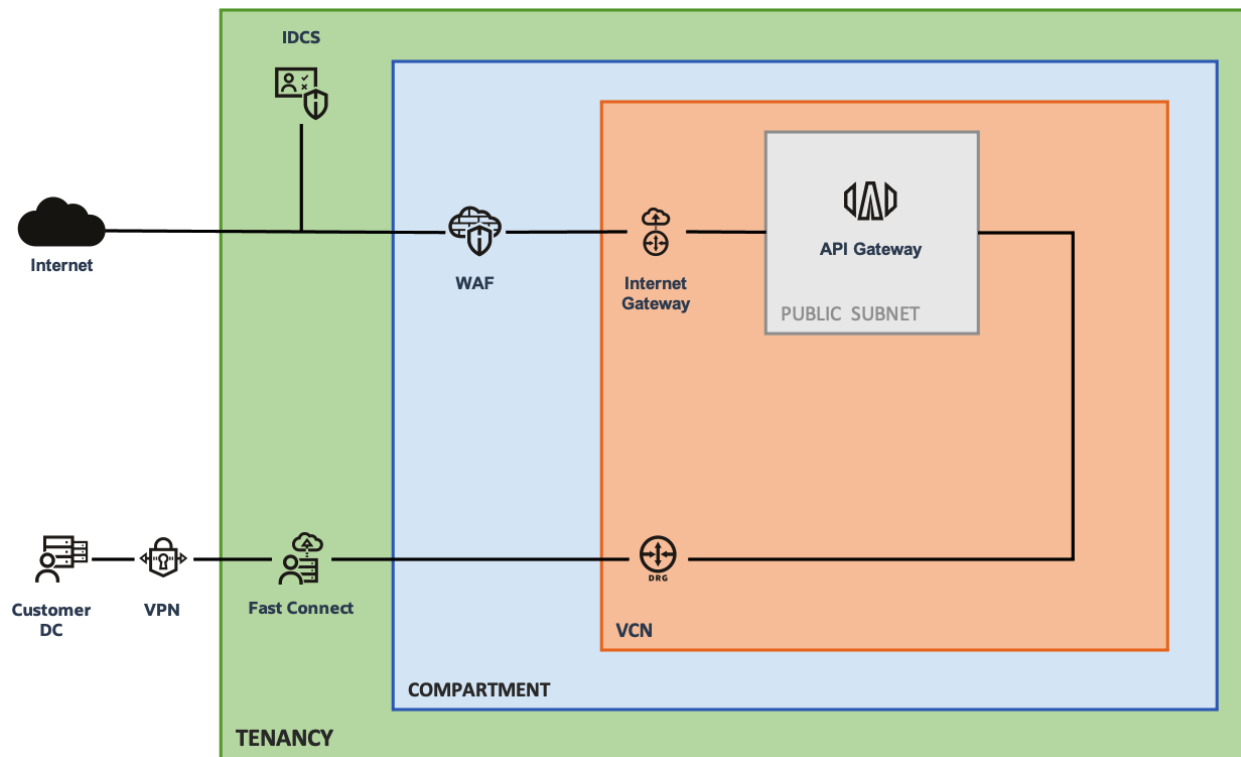 IDCS
Internet
WAF
Internet
Gateway
API Gateway
PUBLIC SUBNET
Customer
DC
VPN
Fast Connect
DRG
VCN
COMPARTMENT
TENANCY